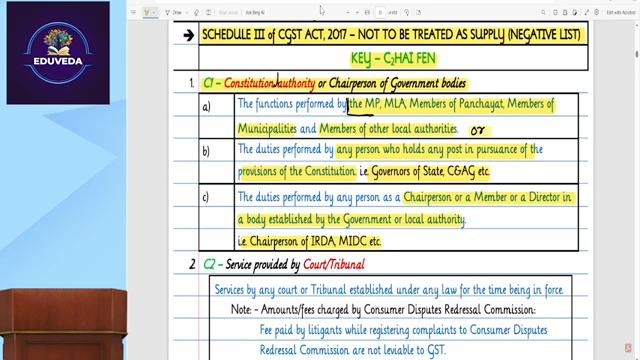 Ask Bing AI
Edit with Acrobat
EDUVEDA
→ SCHEDULE III of CGST ACT, 2017 – NOT TO BE TREATED AS SUPPLY (NEGATIVE LIST)
KEY – C2HAI FEN
1. C1 – Constitution authority or Chairperson of Government bodies
a) The functions performed by the MP, MLA, Members of Panchayat, Members of
Municipalities and Members of other local authorities. or
b) The duties performed by any person who holds any post in pursuance of the
provisions of the Constitution. i.e. Governors of State, C&AG etc.
c) The duties performed by any person as a Chairperson or a Member or a Director in
a body established by the Government or local authority.
i.e. Chairperson of IRDA, MIDC etc.
2. C2 – Service provided by Court/Tribunal
Services by any court or Tribunal established under any law for the time being in force.
Note: - Amounts/fees charged by Consumer Disputes Redressal Commission:
Fee paid by litigants while registering complaints to Consumer Disputes
Redressal Commission are not leviable to GST.